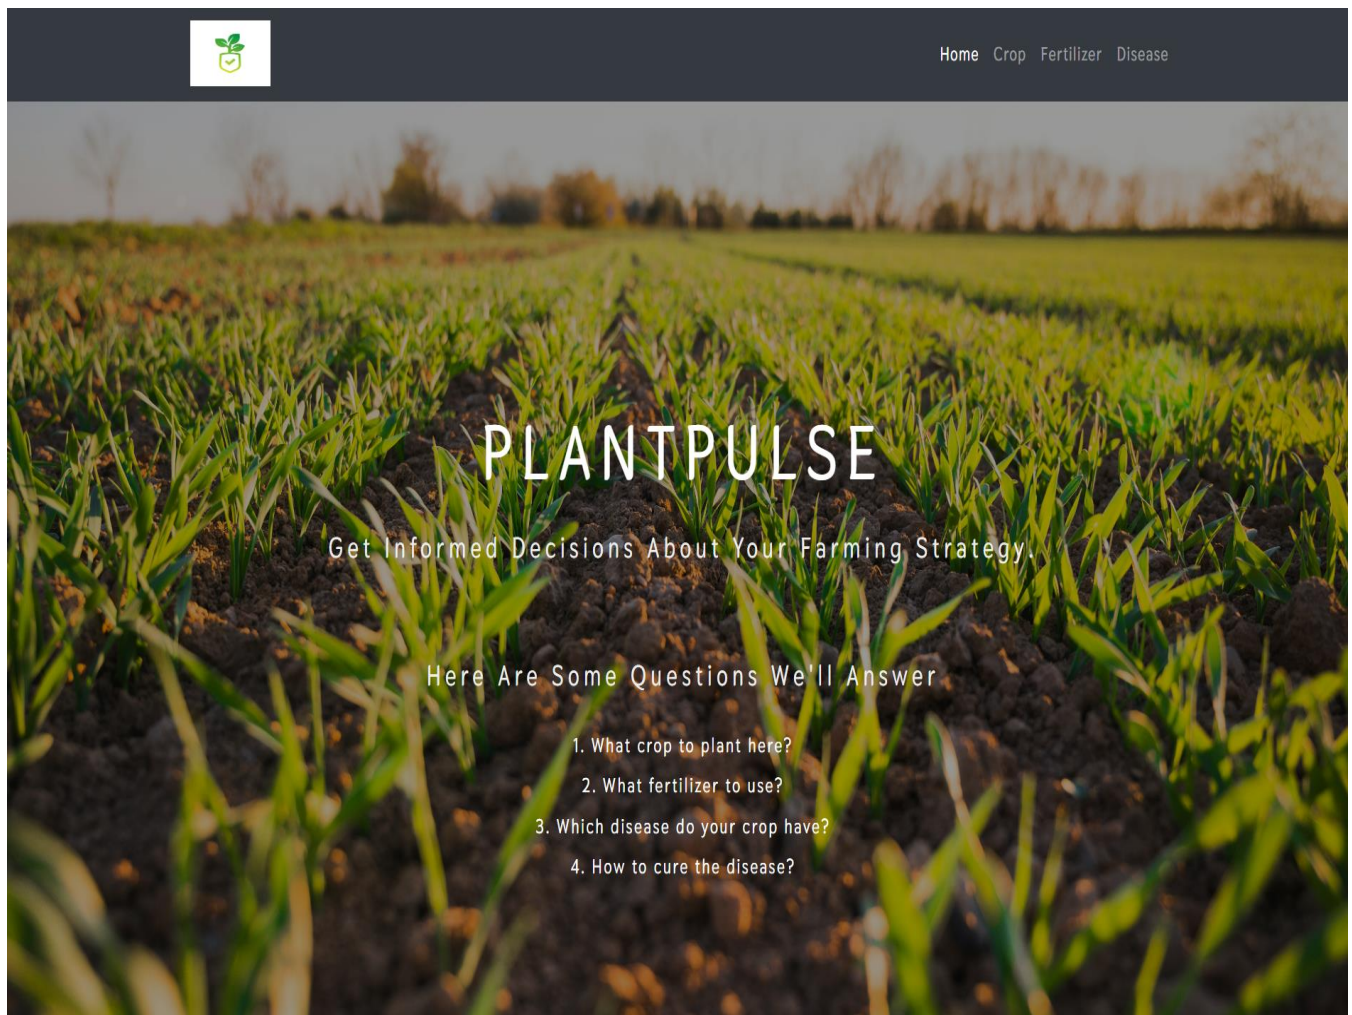 Home Crop Fertilizer Disease
PLANTPULSE
Get Informed Decisions About Your Farming Strategy.
Here Are Some Questions We'll Answer
1. What crop to plant here?
2. What fertilizer to use?
3. Which disease do your crop have?
4. How to cure the disease?